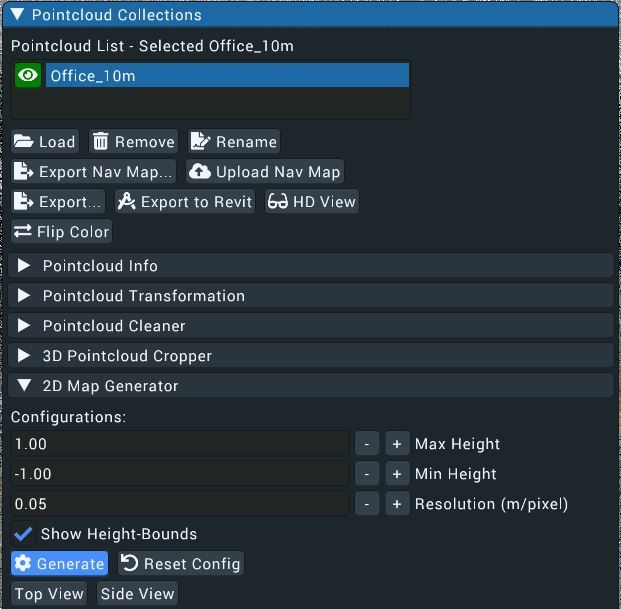 Pointcloud Collections
Pointcloud List - Selected Office_10m
Office_10m
Load Remove Rename
Export Nav Map... Upload Nav Map
Export... Export to Revit HD View
Flip Color
Pointcloud Info
Pointcloud Transformation
Pointcloud Cleaner
3D Pointcloud Cropper
2D Map Generator
Configurations:
1.00 - + Max Height
-1.00 - + Min Height
0.05 - + Resolution (m/pixel)
Show Height-Bounds
Generate Reset Config
Top View Side View